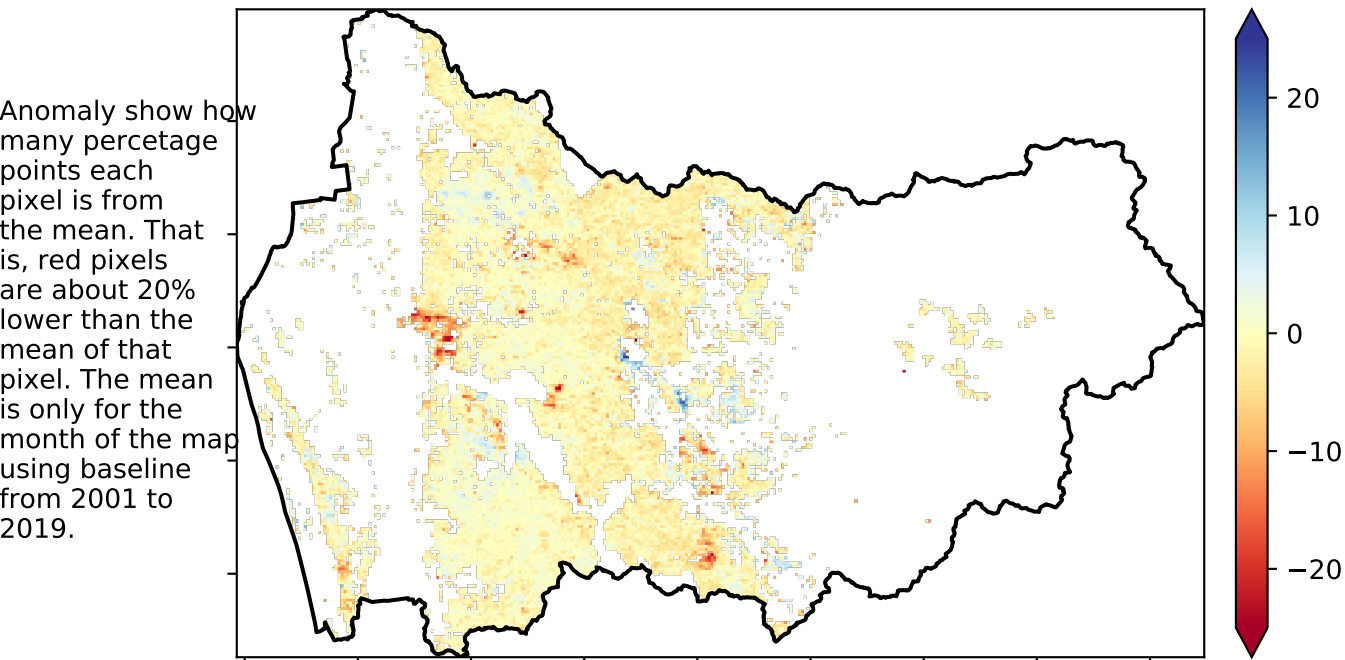 Anomaly show how
many percetage
points each
pixel is from
the mean. That
is, red pixels
are about 20%
lower than the
mean of that
pixel. The mean
is only for the
month of the map
using baseline
from 2001 to
2019.
20
10
0
−10
−20